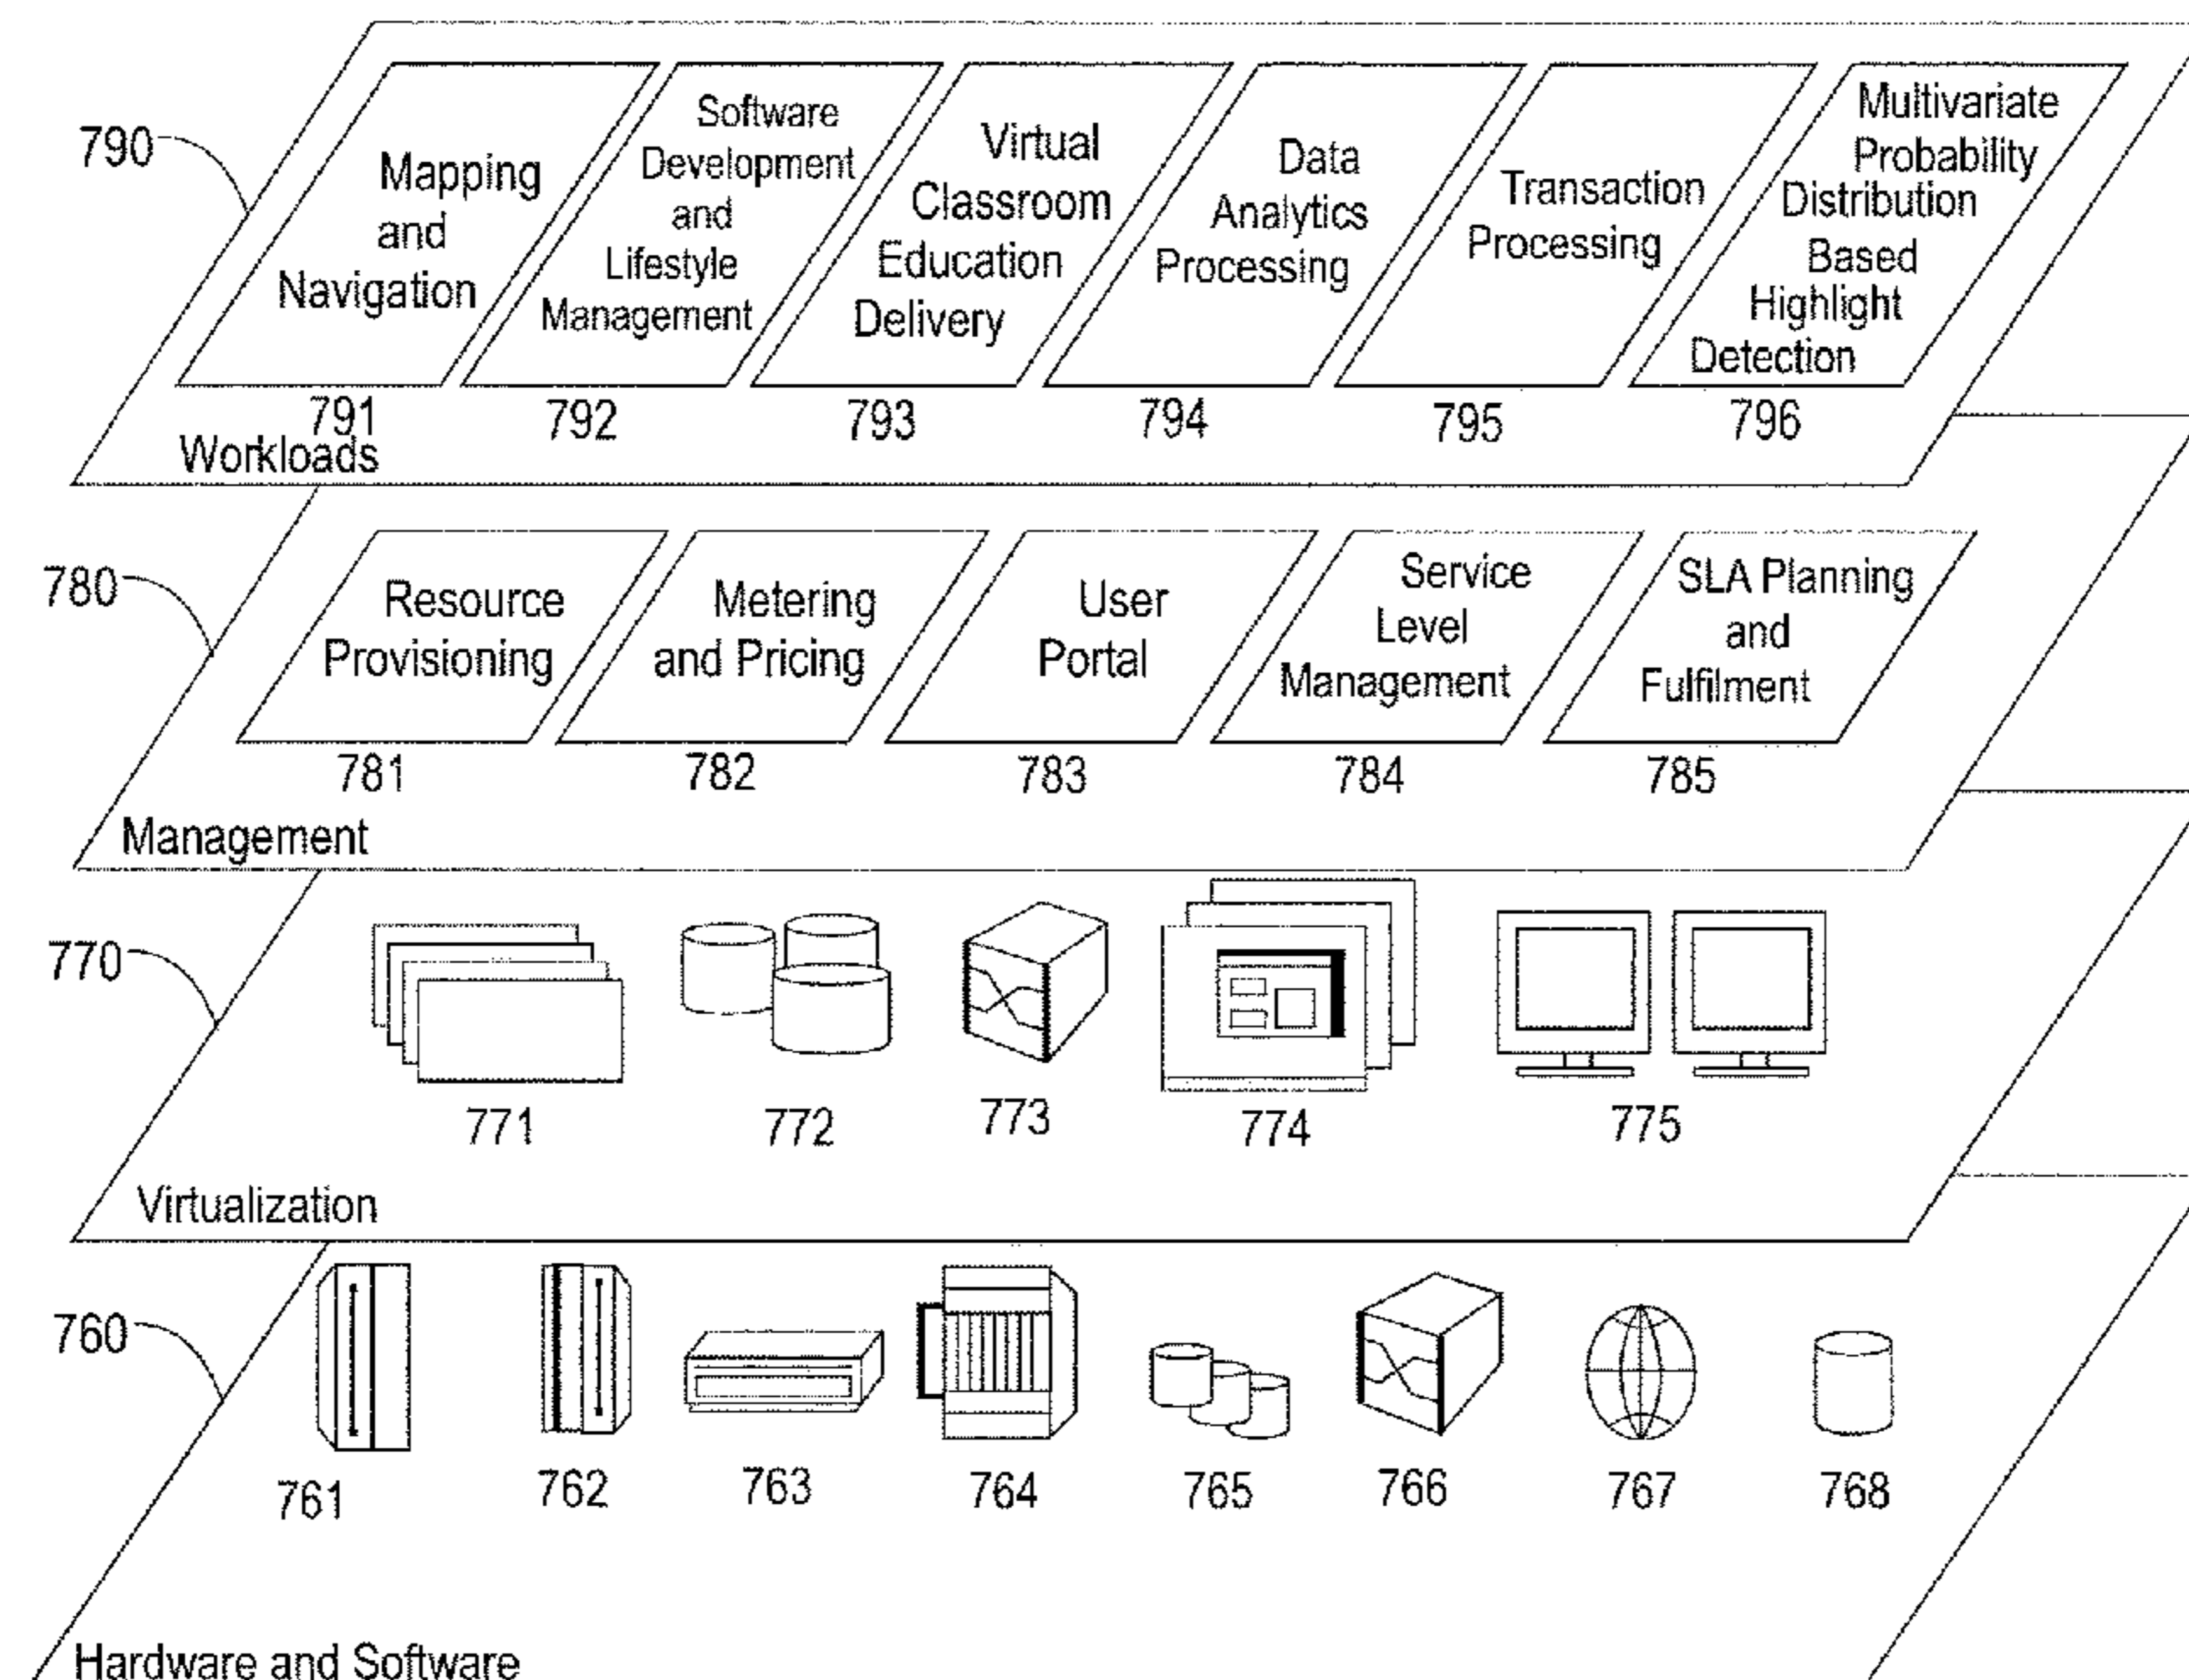 790
Mapping
and
Navigation
791
Software
Development
and
Lifestyle
Management
792
Virtual
Classroom
Education
Delivery
793
Data
Analytics
Processing
794
Transaction
Processing
795
Multivariate
Probability
Distribution
Based
Highlight
Detection
796
Workloads
780
Resource
Provisioning
781
Metering
and Pricing
782
User
Portal
783
Service
Level
Management
784
SLA Planning
and
Fulfilment
785
Management
770
771
772
773
774
775
Virtualization
760
761
762
763
764
765
766
767
768
Hardware and Software